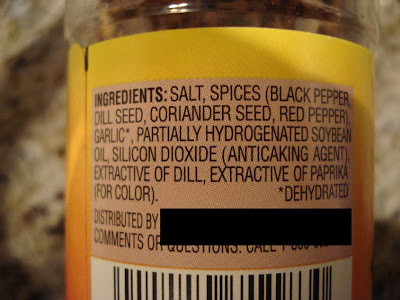 INGREDIENTS: SALT, SPICES (BLACK PEPPER,
DILL SEED, CORIANDER SEED, RED PEPPER),
GARLIC*, PARTIALLY HYDROGENATED SOYBEAN
OIL, SILICON DIOXIDE (ANTICAKING AGENT),
EXTRACTIVE OF DILL, EXTRACTIVE OF PAPRIKA
(FOR COLOR). *DEHYDRATED
DISTRIBUTED BY
COMMENTS OR QUESTIONS: CALL